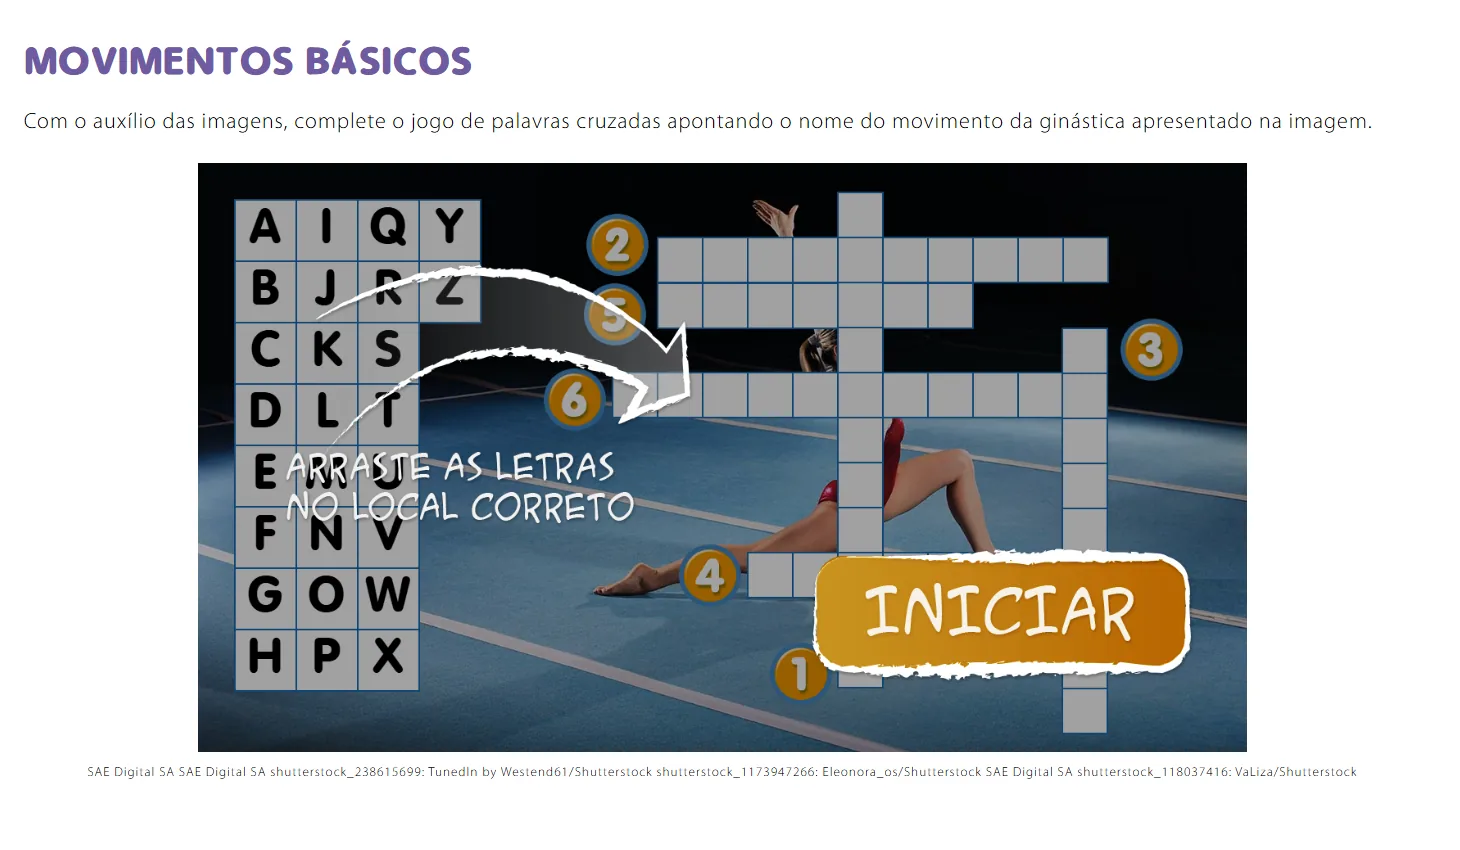 MOVIMENTOS BÁSICOS
Com o auxílio das imagens, complete o jogo de palavras cruzadas apontando o nome do movimento da ginástica apresentado na imagem.
A I Q Y
B J R Z
C K S
D L T
E M U
F N V
G O W
H P X
2
5
3
6
4
1
ARRASTE AS LETRAS
NO LOCAL CORRETO
INICIAR
SAE Digital SA SAE Digital SA shutterstock_238615699: TunedIn by Westend61/Shutterstock shutterstock_1173947266: Eleonora_os/Shutterstock SAE Digital SA shutterstock_118037416: VaLiza/Shutterstock